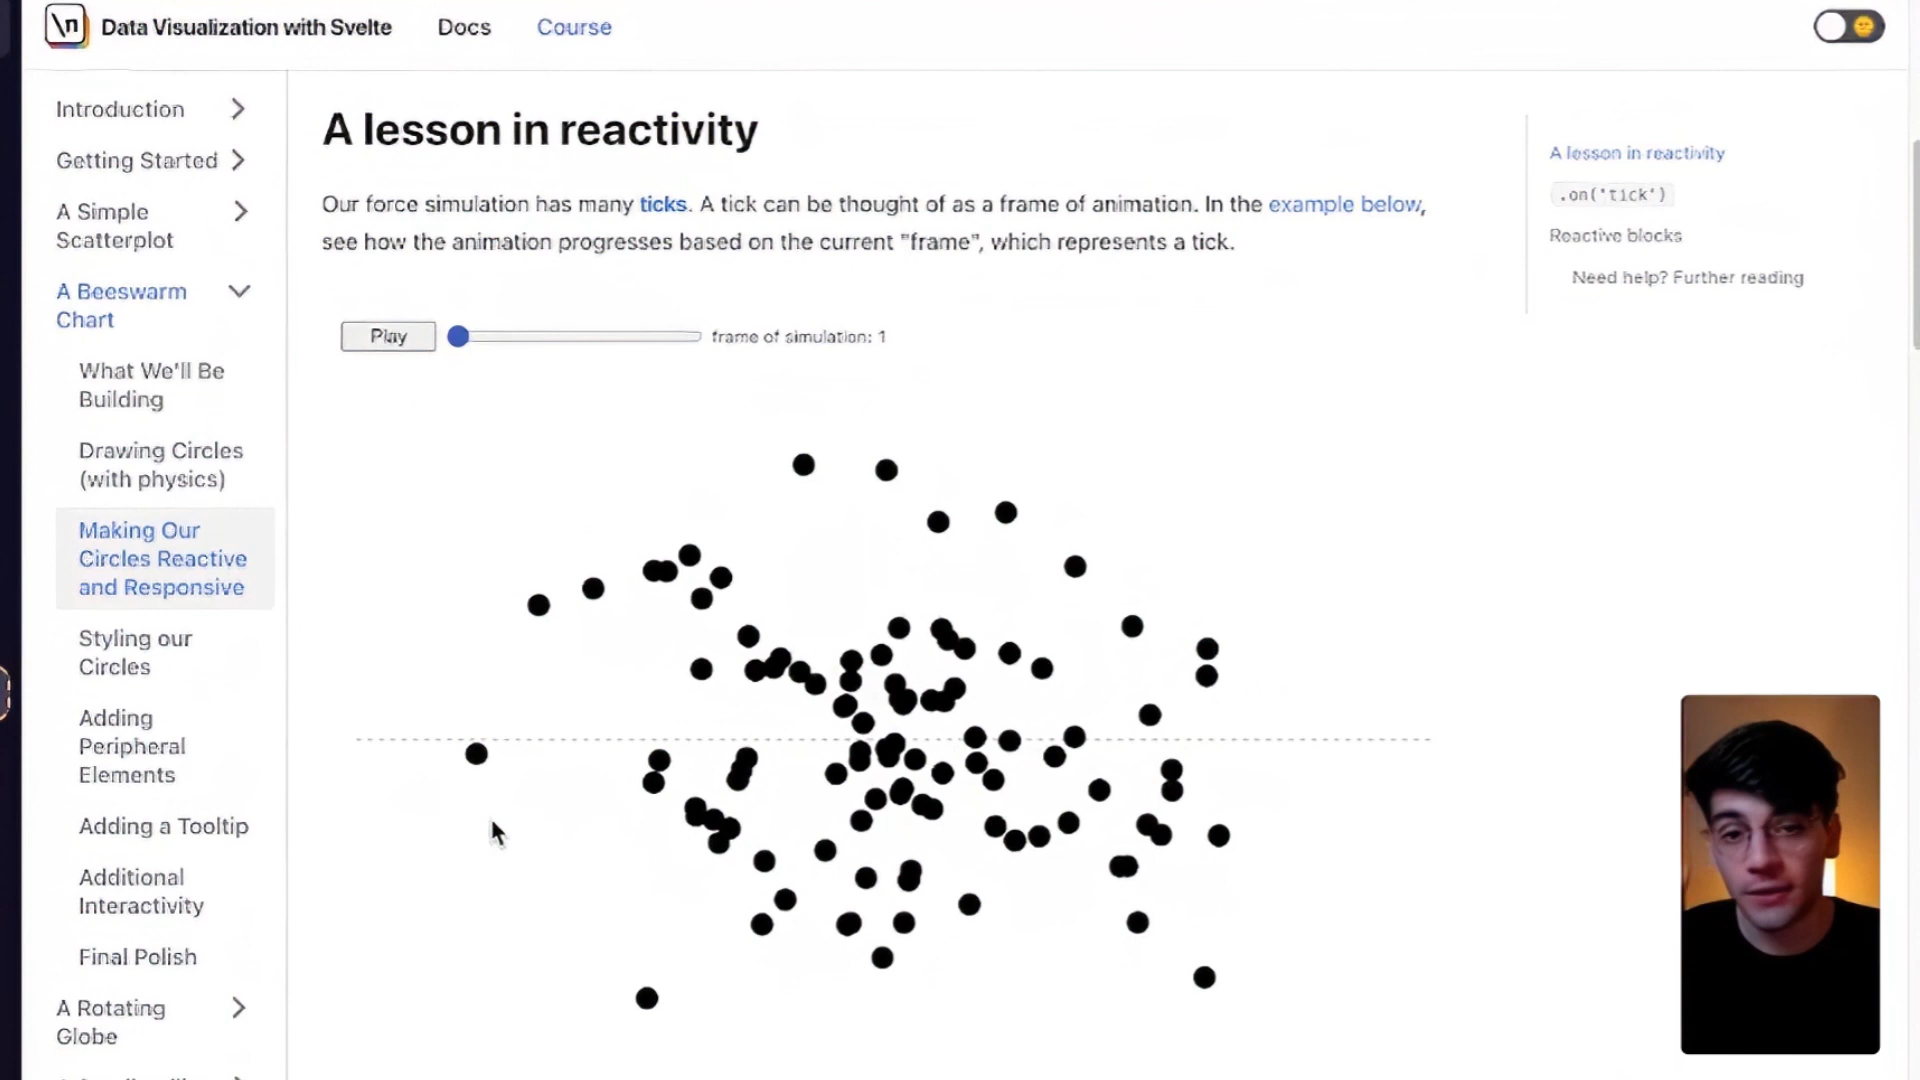 \n Data Visualization with Svelte Docs Course
Introduction
Getting Started
A Simple
Scatterplot
A Beeswarm
Chart
What We'll Be
Building
Drawing Circles
(with physics)
Making Our
Circles Reactive
and Responsive
Styling our
Circles
Adding
Peripheral
Elements
Adding a Tooltip
Additional
Interactivity
Final Polish
A Rotating
Globe
A lesson in reactivity
Our force simulation has many ticks. A tick can be thought of as a frame of animation. In the example below,
see how the animation progresses based on the current "frame", which represents a tick.
Play frame of simulation: 1
A lesson in reactivity
.on('tick')
Reactive blocks
Need help? Further reading